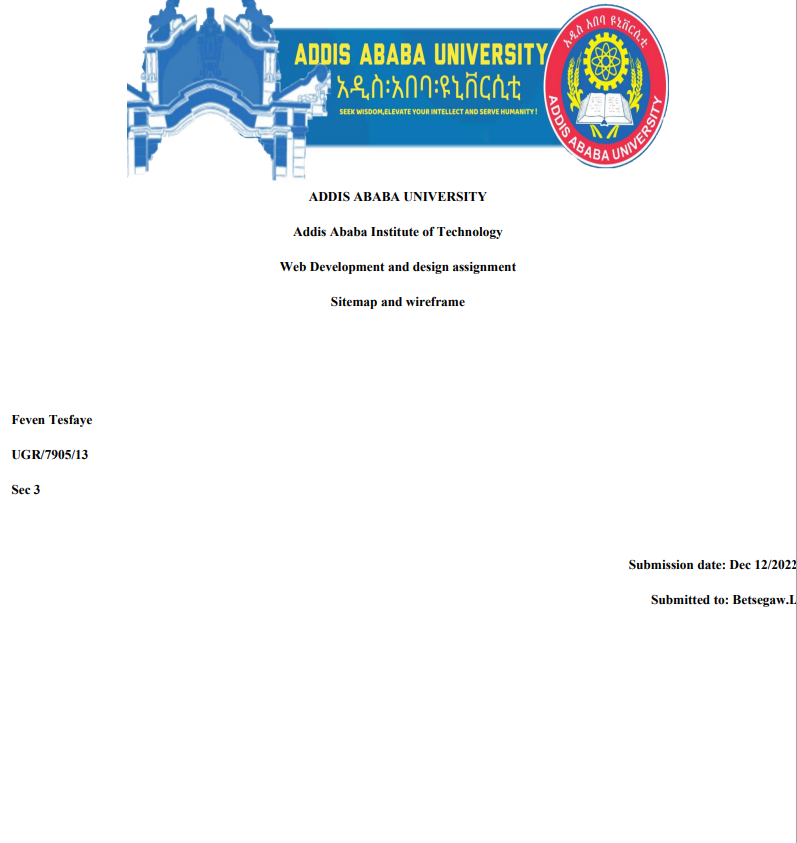 ADDIS ABABA UNIVERSITY
አዲስ፡አበባ፡ዩኒቨርሲቲ
SEEK WISDOM,ELEVATE YOUR INTELLECT AND SERVE HUMANITY !
አዲስ አበባ ዩኒቨርሲቲ
ADDIS ABABA UNIVERSITY
ADDIS ABABA UNIVERSITY
Addis Ababa Institute of Technology
Web Development and design assignment
Sitemap and wireframe
Feven Tesfaye
UGR/7905/13
Sec 3
Submission date: Dec 12/2022
Submitted to: Betsegaw.L